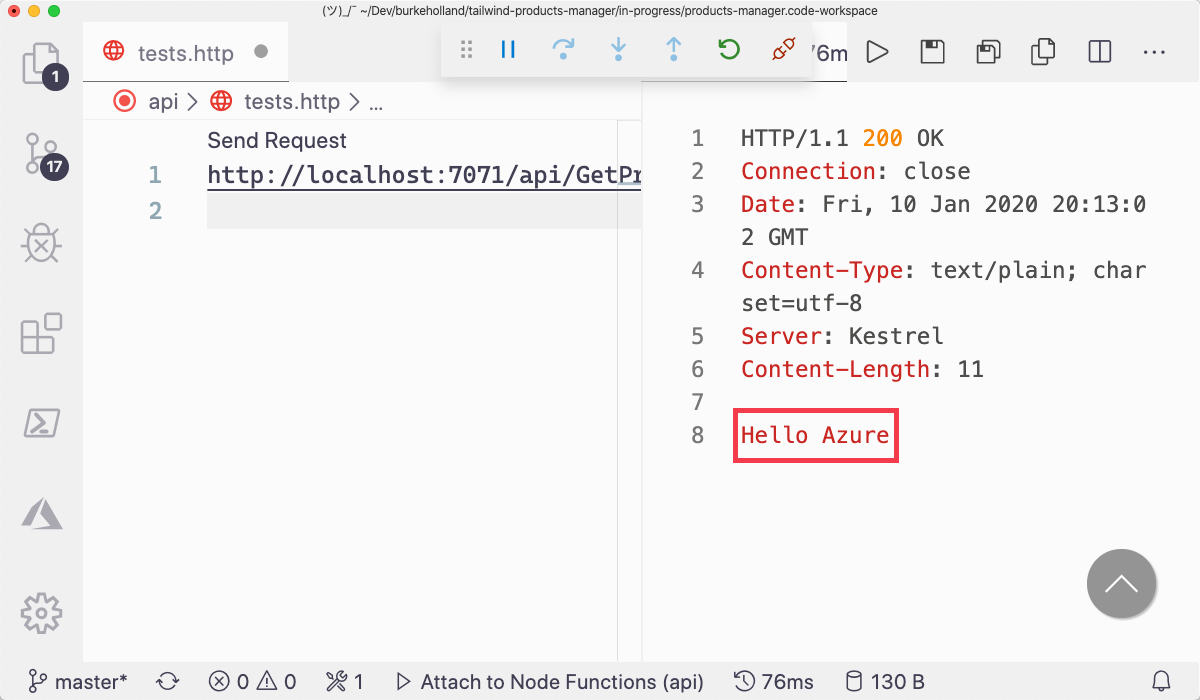 (ツ)_/¯ ~/Dev/burkeholland/tailwind-products-manager/in-progress/products-manager.code-workspace
tests.http
76m
1
api > tests.http > ...
17
Send Request
1 http://localhost:7071/api/GetPr
2
1 HTTP/1.1 200 OK
2 Connection: close
3 Date: Fri, 10 Jan 2020 20:13:0
2 GMT
4 Content-Type: text/plain; char
set=utf-8
5 Server: Kestrel
6 Content-Length: 11
7
8 Hello Azure
master* 0 0 1 Attach to Node Functions (api) 76ms 130 B